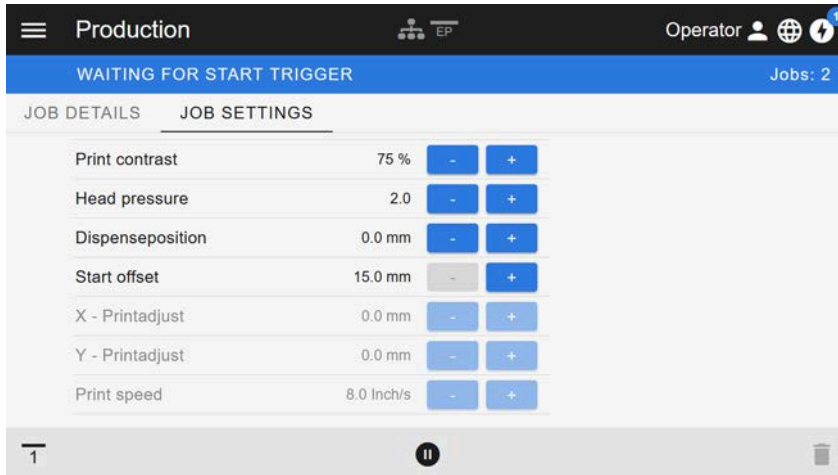 Production EP Operator 1
WAITING FOR START TRIGGER Jobs: 2
JOB DETAILS JOB SETTINGS
Print contrast 75 % - +
Head pressure 2.0 - +
Dispenseposition 0.0 mm - +
Start offset 15.0 mm - +
X - Printadjust 0.0 mm - +
Y - Printadjust 0.0 mm - +
Print speed 8.0 Inch/s - +
1